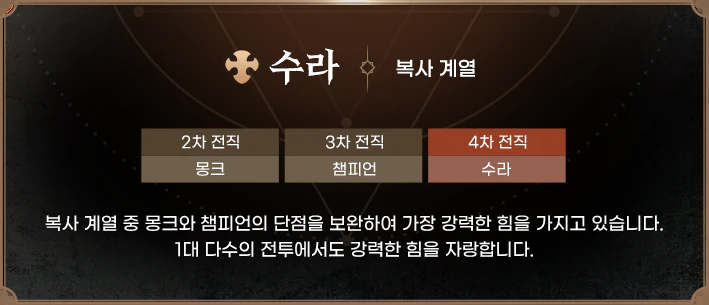 수라 복사 계열
2차 전직 3차 전직 4차 전직
몽크 챔피언 수라
복사 계열 중 몽크와 챔피언의 단점을 보완하여 가장 강력한 힘을 가지고 있습니다.
1대 다수의 전투에서도 강력한 힘을 자랑합니다.